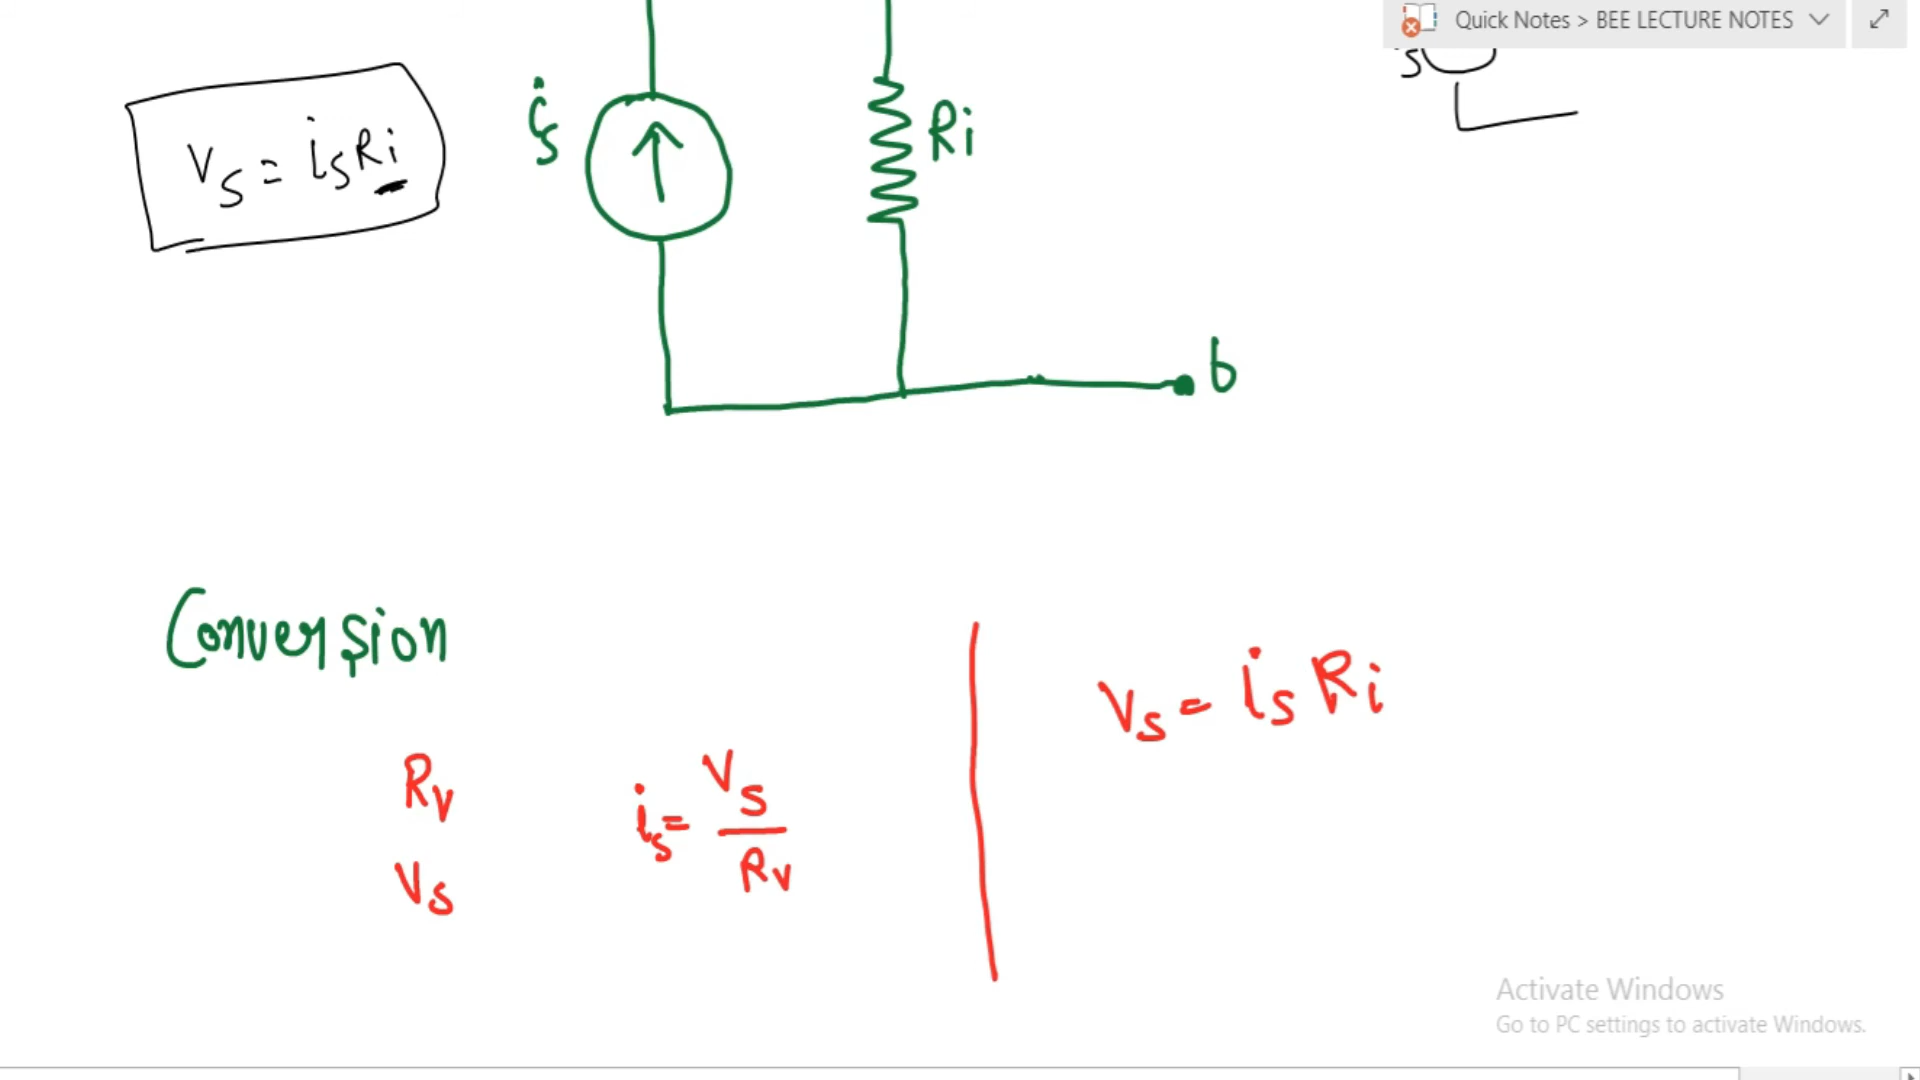 Quick Notes > BEE LECTURE NOTES
s
is
Ri
Vs = isRi
b
Conversion
Vs = is Ri
Rv
is = Vs
Rv
Vs
Activate Windows
Go to PC settings to activate Windows.